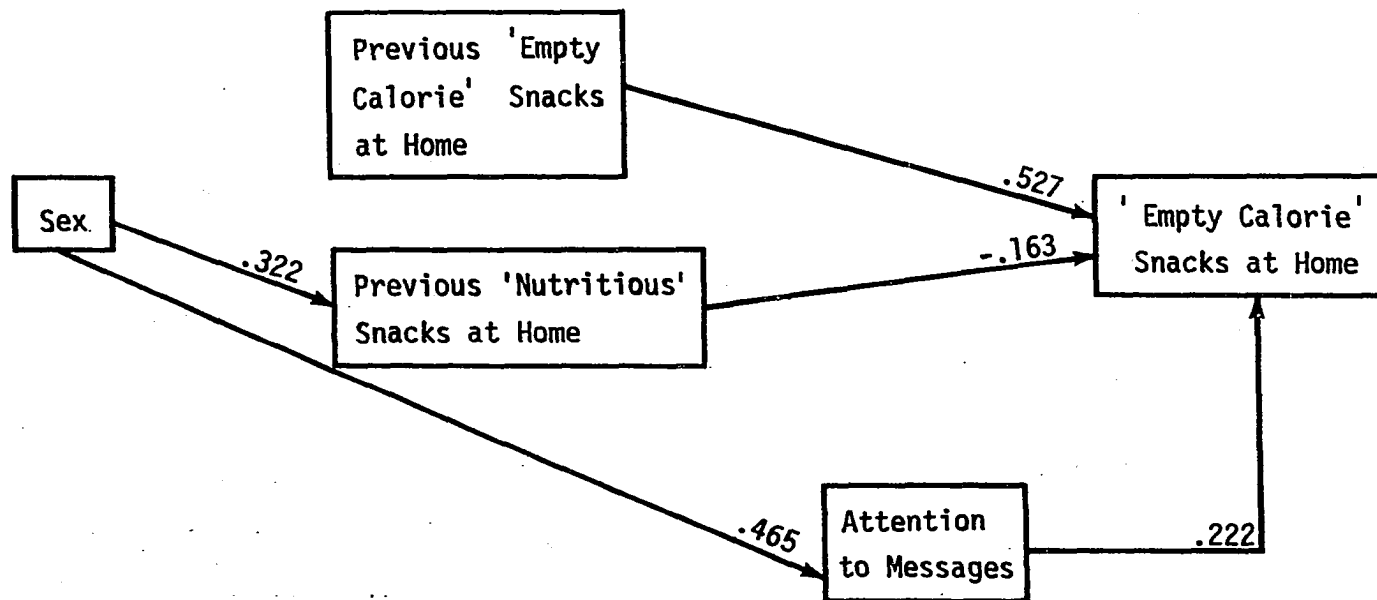 Previous 'Empty
Calorie' Snacks
at Home
.527
' Empty Calorie'
Snacks at Home
Sex
.322
Previous 'Nutritious'
Snacks at Home
-.163
.465
Attention
to Messages
.222